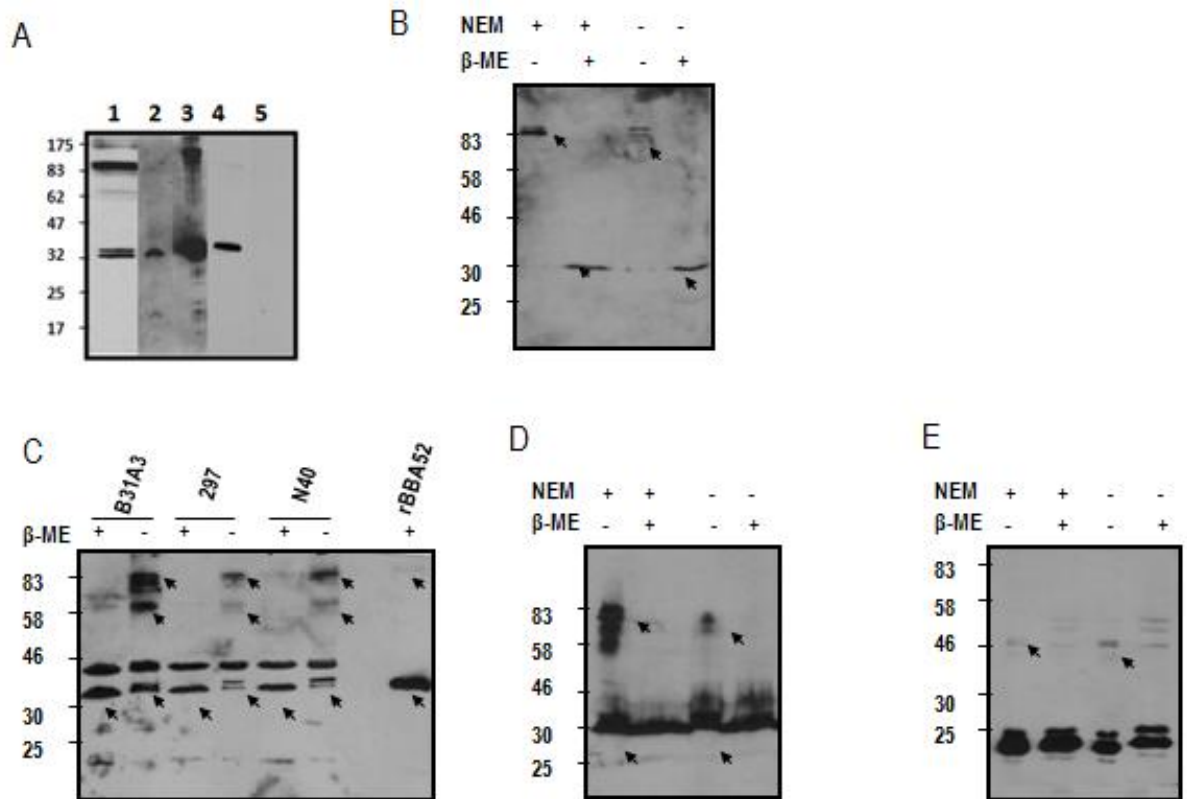 A
1 2 3 4 5
175
83
62
47
32
25
17
B
NEM + + - -
β-ME - + - +
83
58
46
30
25
C
B31A3 297 N40 rBBA52
β-ME + - + - + - +
83
58
46
30
25
D
NEM + + - -
β-ME - + - +
83
58
46
30
25
E
NEM + + - -
β-ME - + - +
83
58
46
30
25